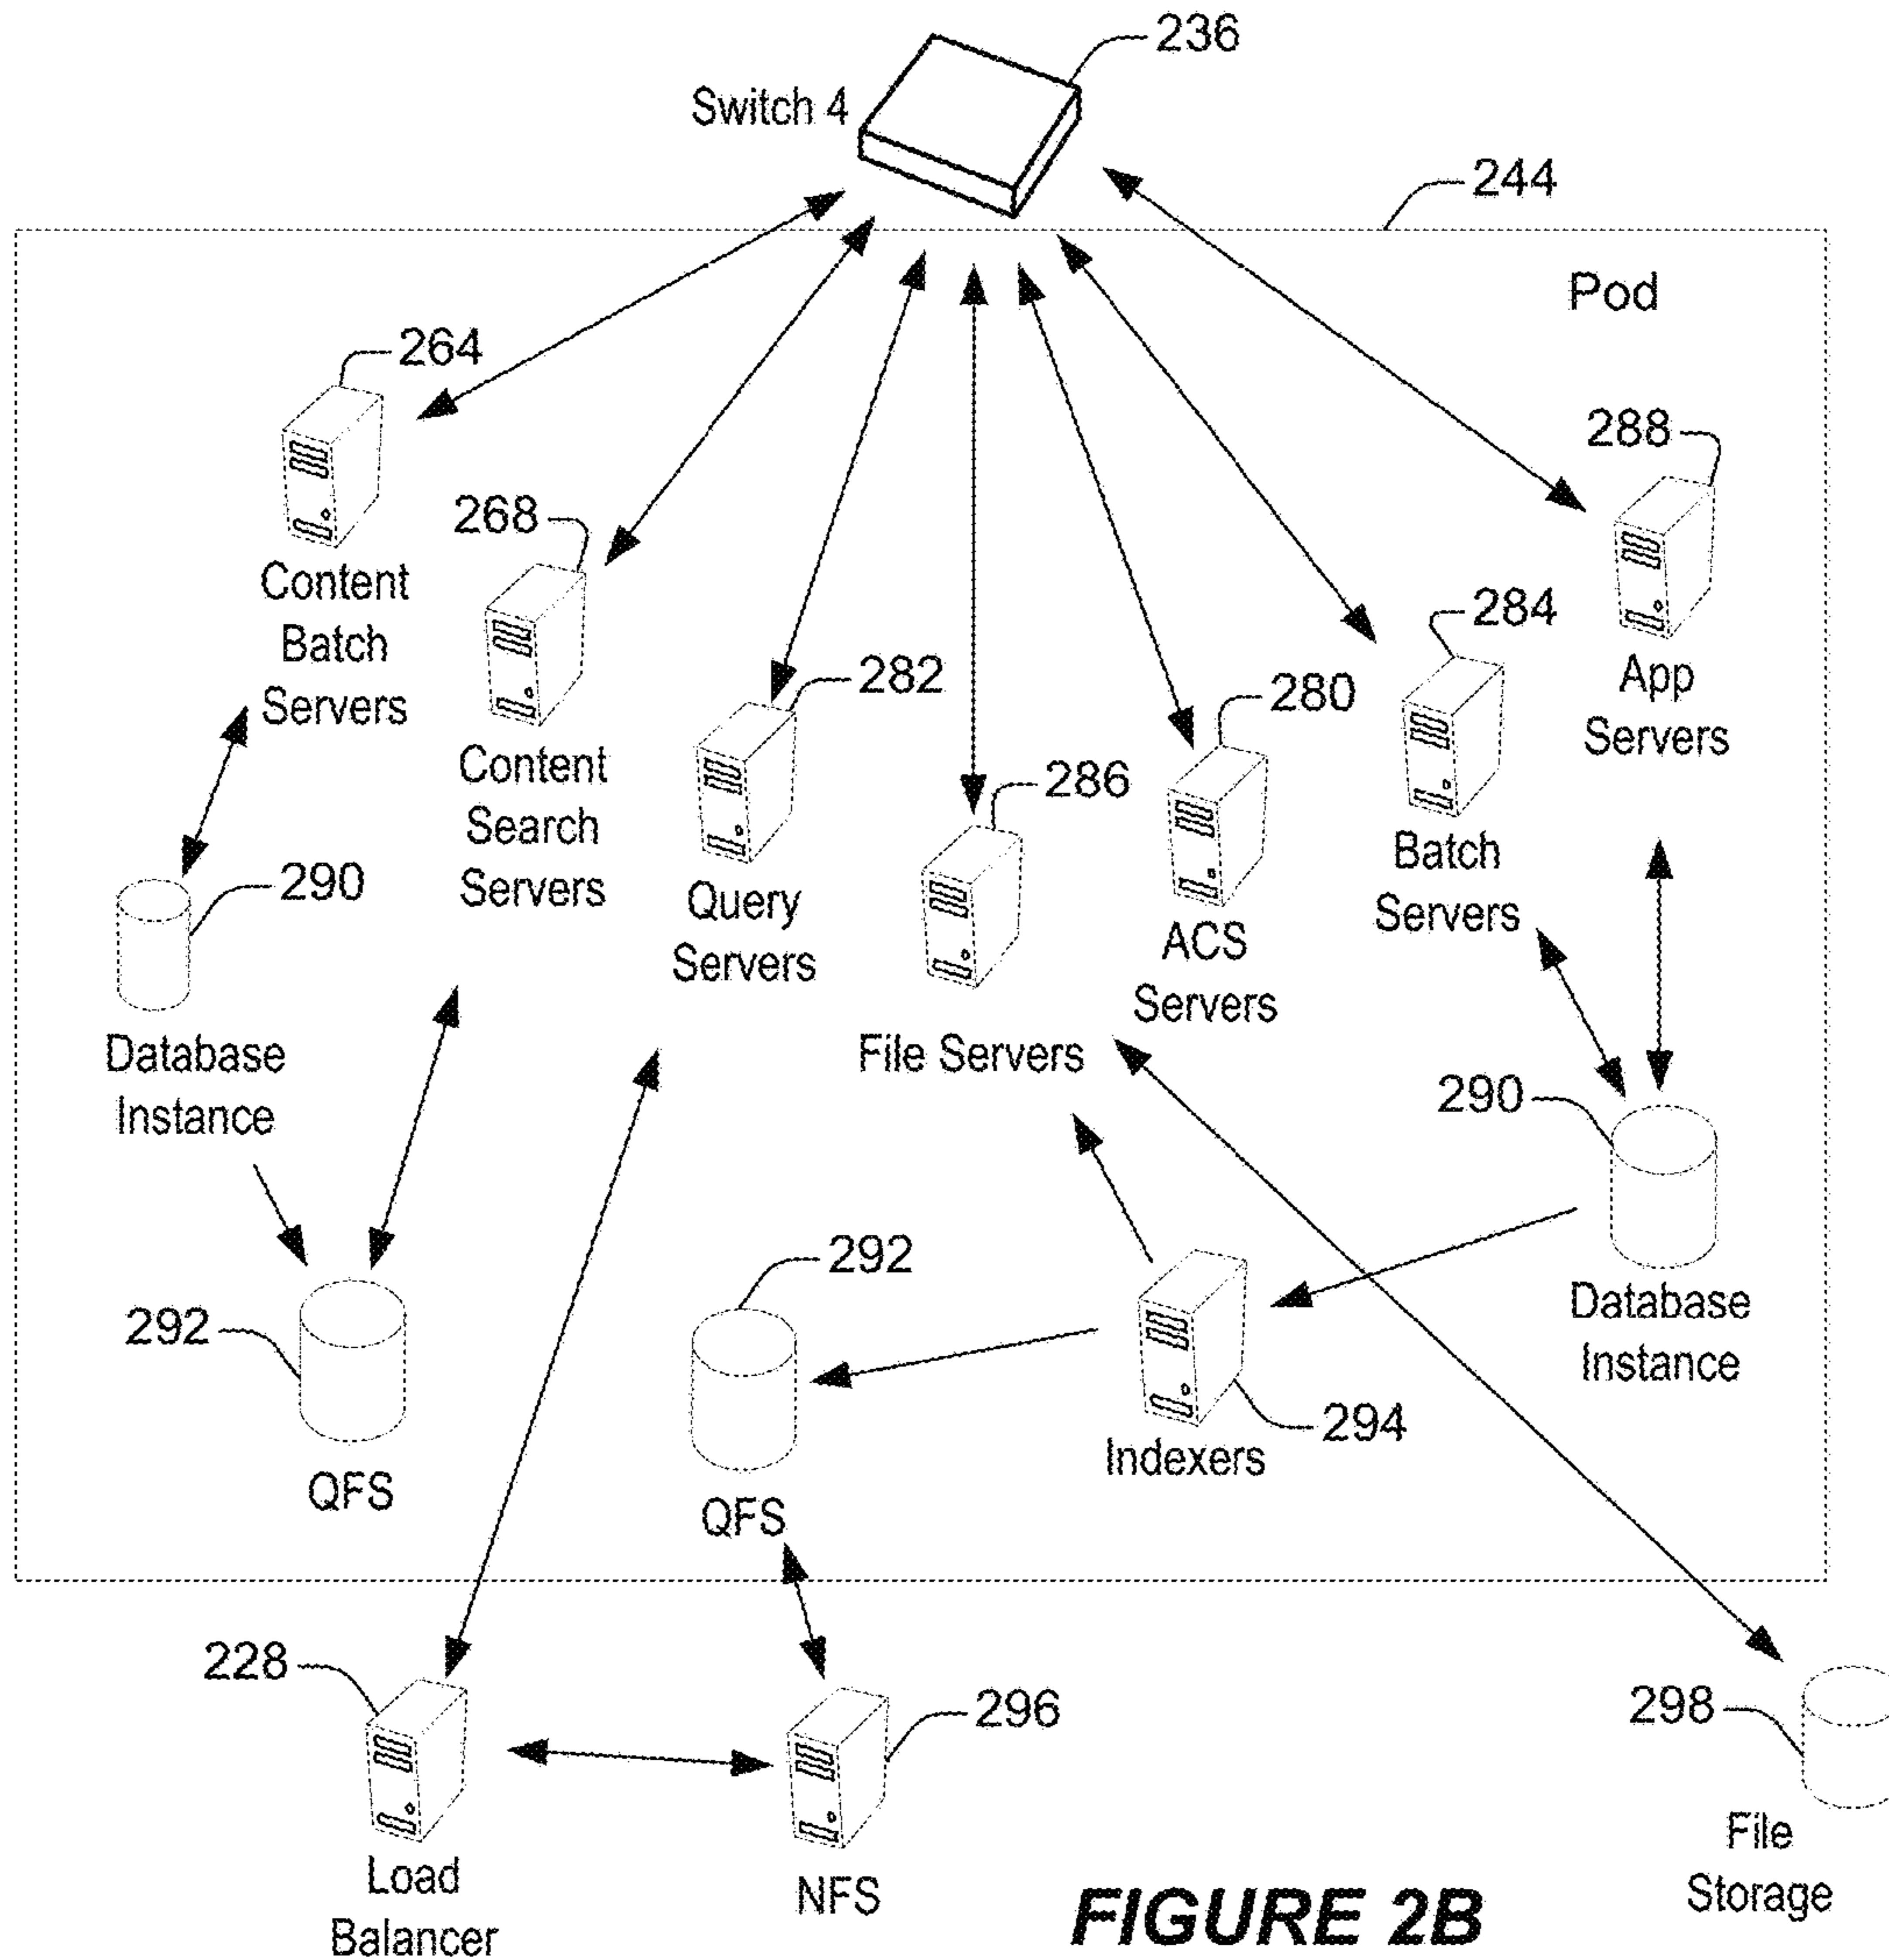 236
Switch 4
244
Pod
264
288
268
Content
Batch
Servers
284
282
280
App
Servers
Content
Search
Servers
286
Batch
Servers
290
Query
Servers
ACS
Servers
Database
Instance
File Servers
290
292
292
Database
Instance
294
Indexers
QFS
QFS
228
296
298
Load
Balancer
NFS
File
Storage
FIGURE 2B